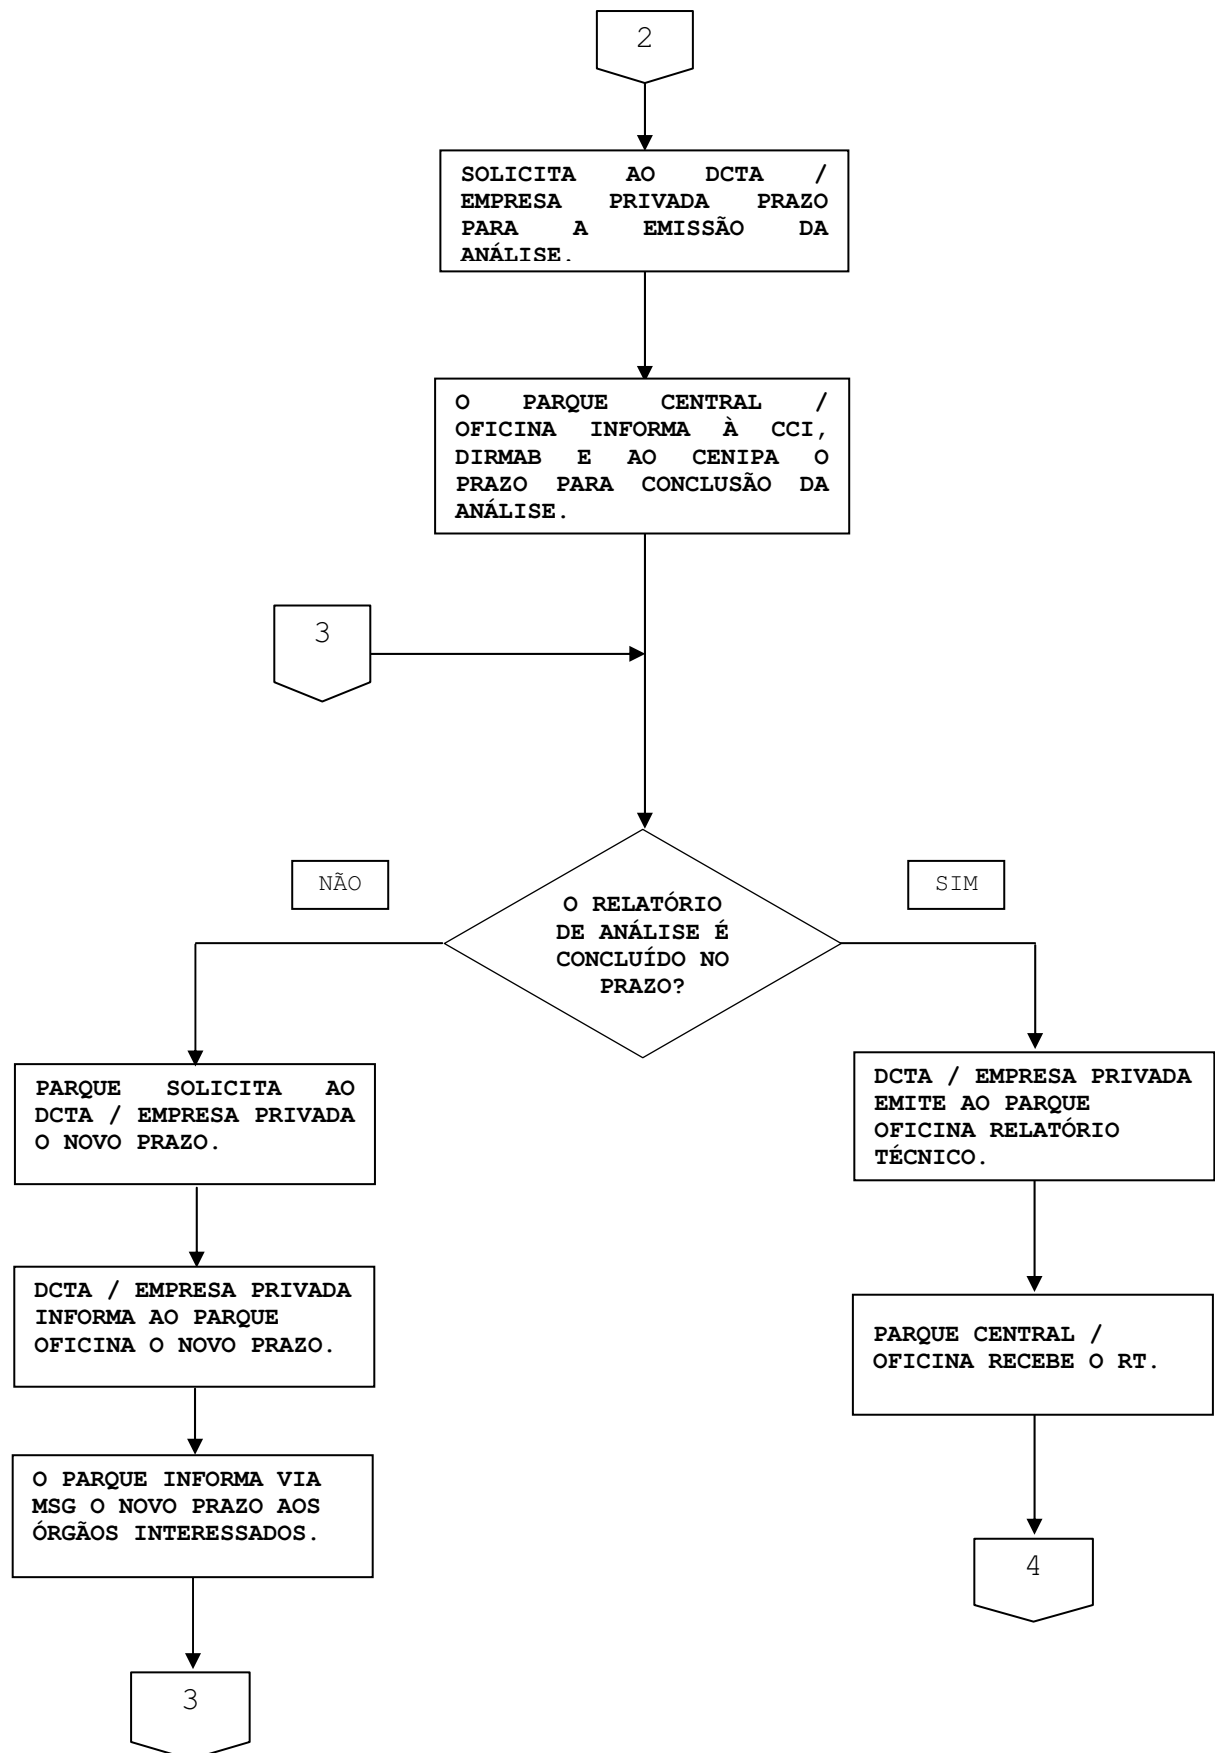 2
SOLICITA AO DCTA /
EMPRESA PRIVADA PRAZO
PARA A EMISSÃO DA
ANÁLISE.
O PARQUE CENTRAL /
OFICINA INFORMA À CCI,
DIRMAB E AO CENIPA O
PRAZO PARA CONCLUSÃO DA
ANÁLISE.
3
NÃO
SIM
O RELATÓRIO
DE ANÁLISE É
CONCLUÍDO NO
PRAZO?
PARQUE SOLICITA AO
DCTA / EMPRESA PRIVADA
O NOVO PRAZO.
DCTA / EMPRESA PRIVADA
EMITE AO PARQUE
OFICINA RELATÓRIO
TÉCNICO.
DCTA / EMPRESA PRIVADA
INFORMA AO PARQUE
OFICINA O NOVO PRAZO.
PARQUE CENTRAL /
OFICINA RECEBE O RT.
O PARQUE INFORMA VIA
MSG O NOVO PRAZO AOS
ÓRGÃOS INTERESSADOS.
4
3